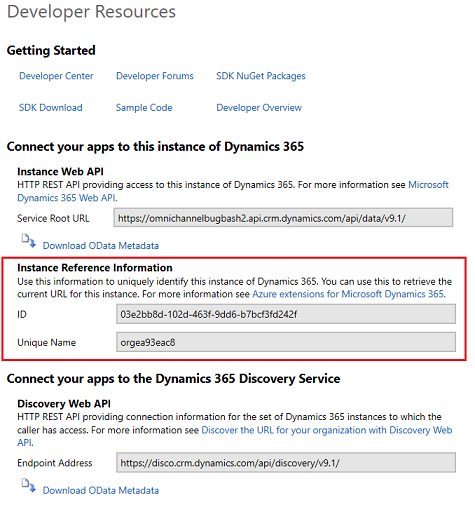 Developer Resources
Getting Started
Developer Center Developer Forums SDK NuGet Packages
SDK Download Sample Code Developer Overview
Connect your apps to this instance of Dynamics 365
Instance Web API
HTTP REST API providing access to this instance of Dynamics 365. For more information see Microsoft
Dynamics 365 Web API.
Service Root URL https://omnichannelbugbash2.api.crm.dynamics.com/api/data/v9.1/
Download OData Metadata
Instance Reference Information
Use this information to uniquely identify this instance of Dynamics 365. You can use this to retrieve the
current URL for this instance. For more information see Azure extensions for Microsoft Dynamics 365.
ID 03e2bb8d-102d-463f-9dd6-b7bcf3fd242f
Unique Name orgea93eac8
Connect your apps to the Dynamics 365 Discovery Service
Discovery Web API
HTTP REST API providing connection information for the set of Dynamics 365 instances to which the
caller has access. For more information see Discover the URL for your organization with Discovery Web
API.
Endpoint Address https://disco.crm.dynamics.com/api/discovery/v9.1/
Download OData Metadata